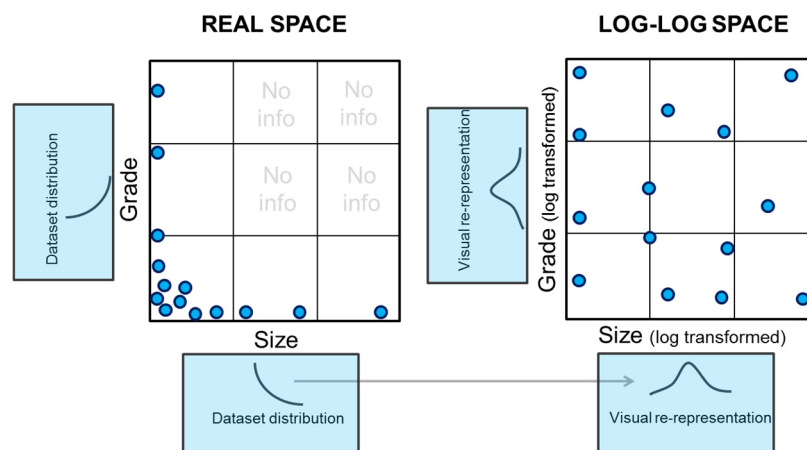 REAL SPACE
LOG-LOG SPACE
No
info
No
info
No
info
No
info
Dataset distribution
Grade
Visual re-representation
Grade (log transformed)
Size
Size (log transformed)
Dataset distribution
Visual re-representation